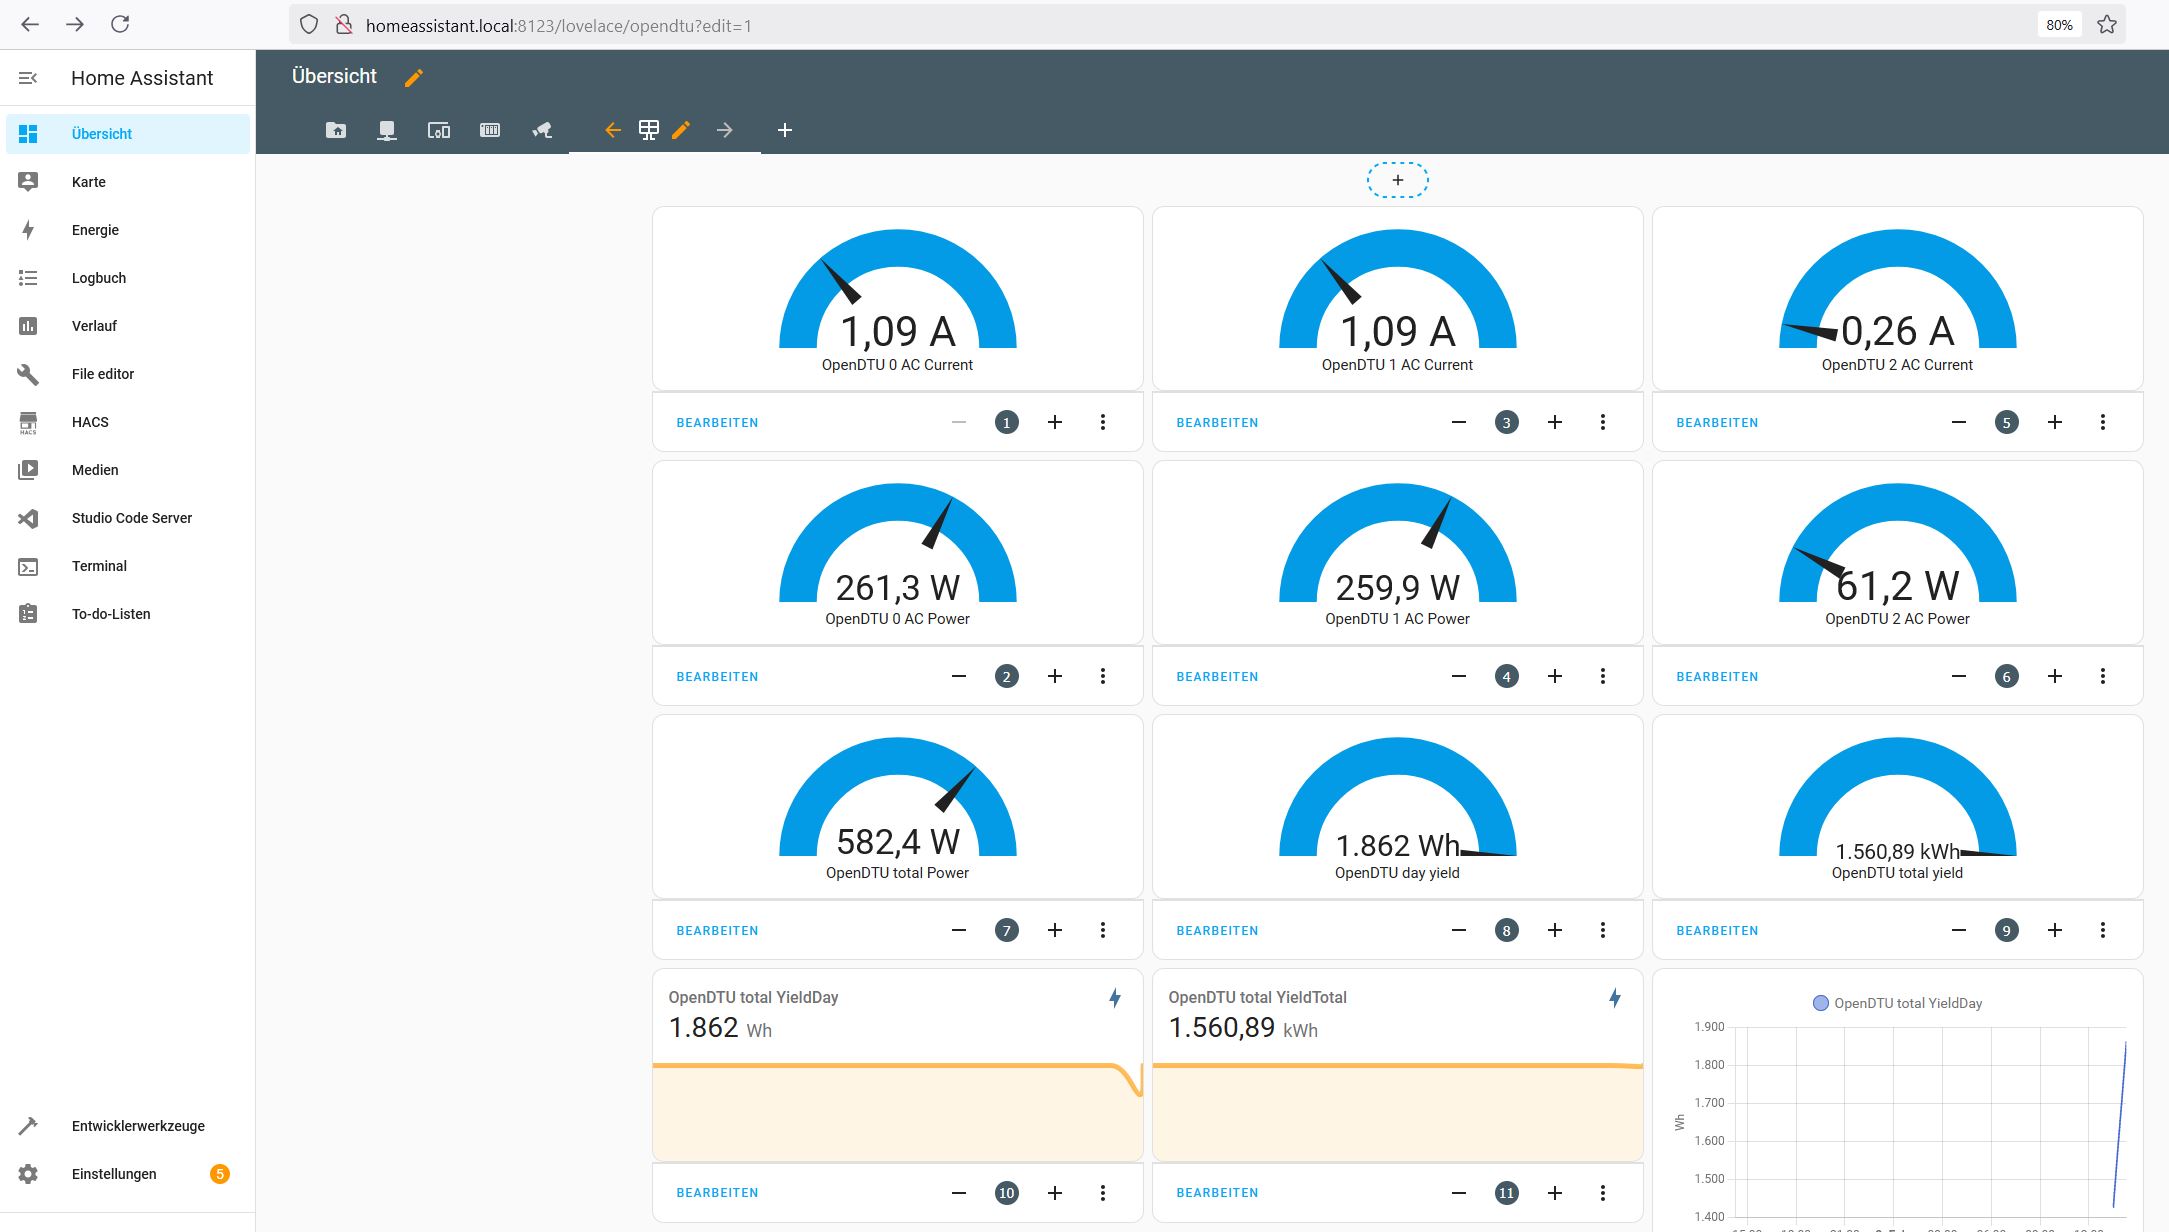 homeassistant.local:8123/lovelace/opendtu?edit=1
80%
Home Assistant
Übersicht
Übersicht
Karte
Energie
Logbuch
Verlauf
File editor
HACS
HACS
Medien
Studio Code Server
Terminal
To-do-Listen
Entwicklerwerkzeuge
Einstellungen 5
+
1,09 A
OpenDTU 0 AC Current
BEARBEITEN 1
1,09 A
OpenDTU 1 AC Current
BEARBEITEN 3
0,26 A
OpenDTU 2 AC Current
BEARBEITEN 5
261,3 W
OpenDTU 0 AC Power
BEARBEITEN 2
259,9 W
OpenDTU 1 AC Power
BEARBEITEN 4
61,2 W
OpenDTU 2 AC Power
BEARBEITEN 6
582,4 W
OpenDTU total Power
BEARBEITEN 7
1.862 Wh
OpenDTU day yield
BEARBEITEN 8
1.560,89 kWh
OpenDTU total yield
BEARBEITEN 9
OpenDTU total YieldDay
1.862 Wh
BEARBEITEN 10
OpenDTU total YieldTotal
1.560,89 kWh
BEARBEITEN 11
OpenDTU total YieldDay
Wh
1.900
1.800
1.700
1.600
1.500
1.400